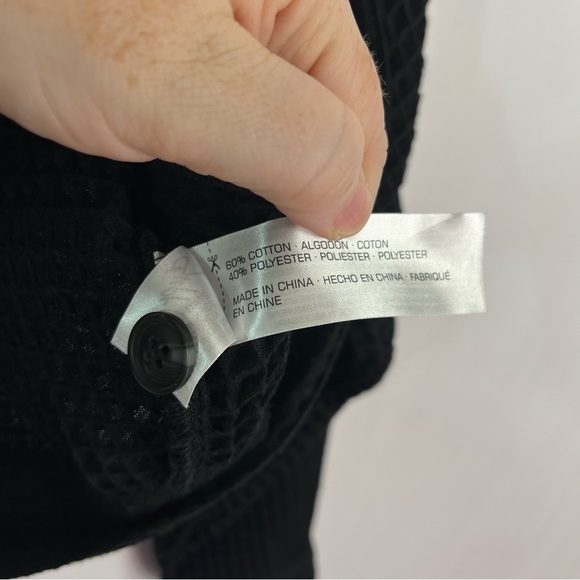 60% COTTON · ALGODON · COTON
40% POLYESTER · POLIESTER · POLYESTER
MADE IN CHINA · HECHO EN CHINA · FABRIQUÉ
EN CHINE